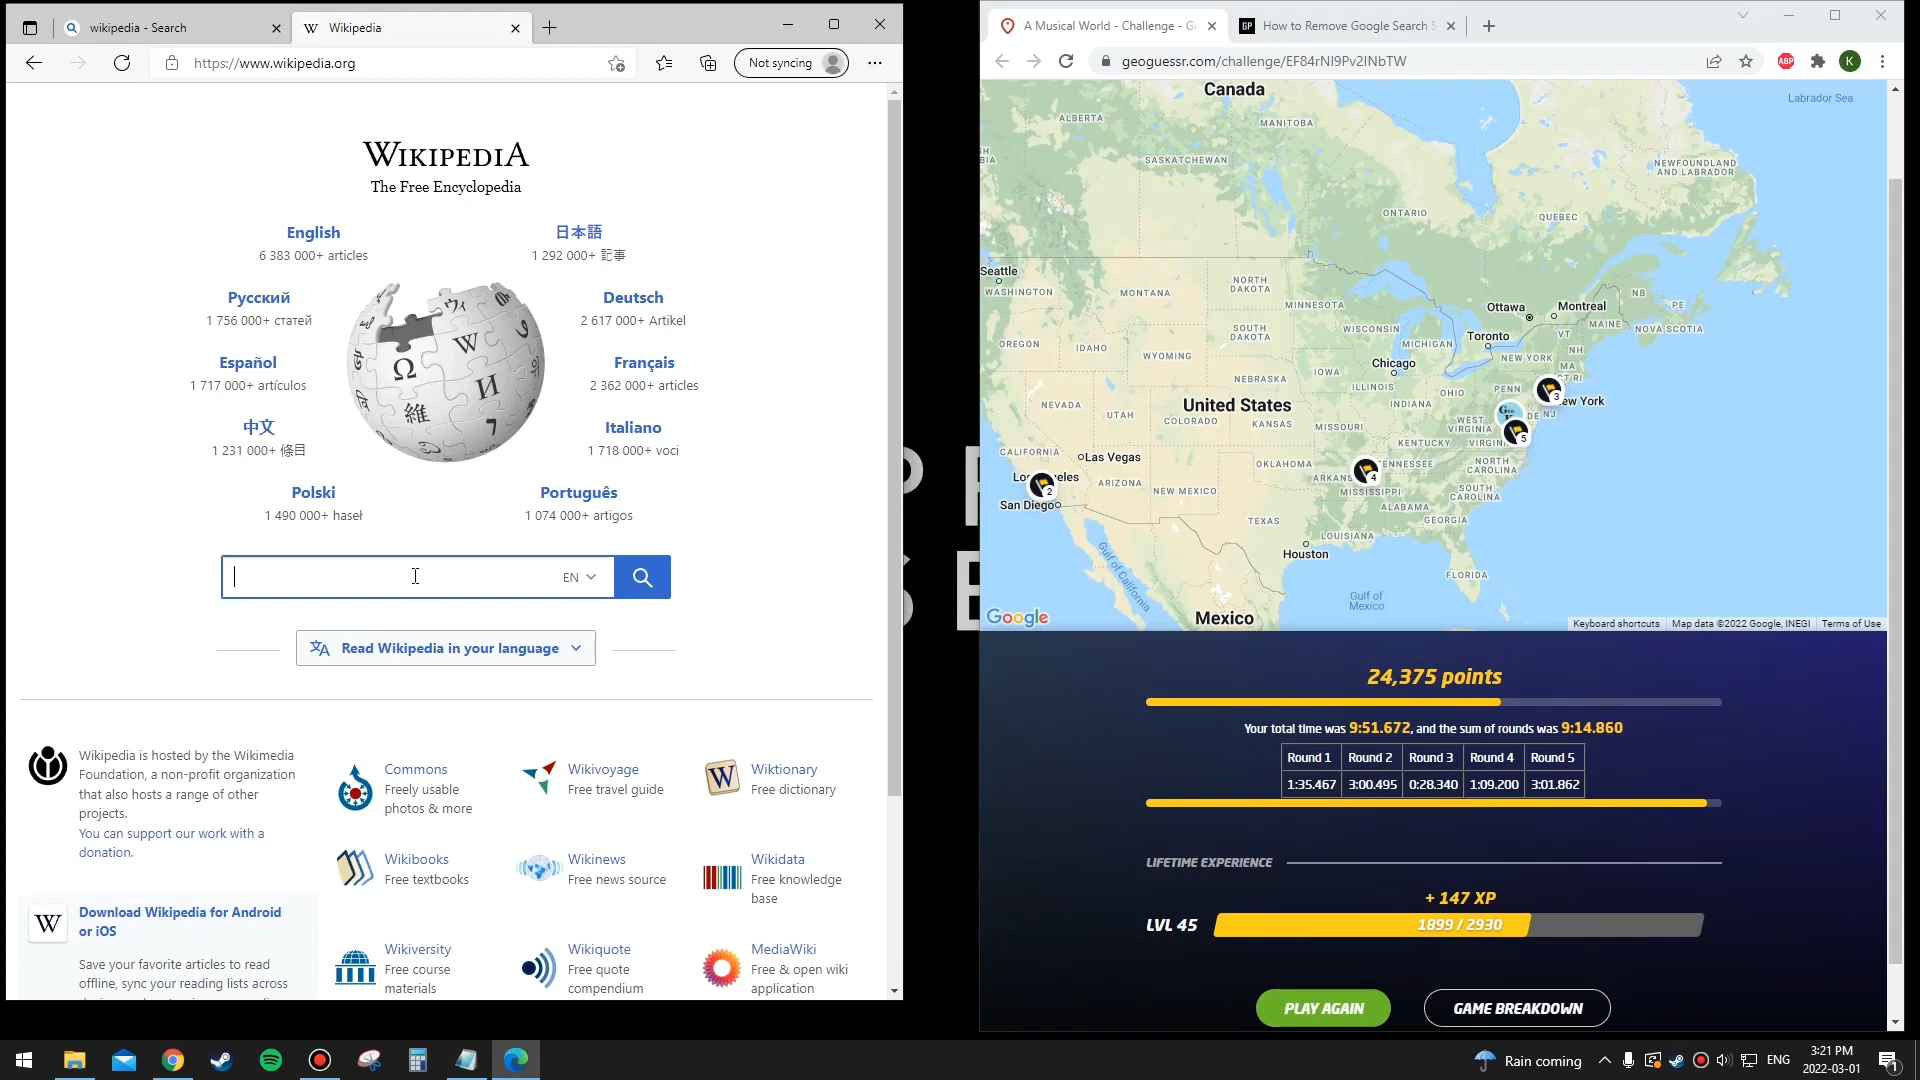 wikipedia - Search
Wikipedia
https://www.wikipedia.org
Not syncing
WIKIPEDIA
The Free Encyclopedia
English
6 383 000+ articles
日本語
1 292 000+ 記事
Русский
1 756 000+ статей
Deutsch
2 617 000+ Artikel
Español
1 717 000+ artículos
Français
2 362 000+ articles
中文
1 231 000+ 條目
Italiano
1 718 000+ voci
Polski
1 490 000+ haseł
Português
1 074 000+ artigos
EN
Read Wikipedia in your language
Wikipedia is hosted by the Wikimedia
Foundation, a non-profit organization
that also hosts a range of other
projects.
You can support our work with a
donation.
Download Wikipedia for Android
or iOS
Save your favorite articles to read
offline, sync your reading lists across
Commons
Freely usable
photos & more
Wikivoyage
Free travel guide
Wiktionary
Free dictionary
Wikibooks
Free textbooks
Wikinews
Free news source
Wikidata
Free knowledge
base
Wikiversity
Free course
materials
Wikiquote
Free quote
compendium
MediaWiki
Free & open wiki
application
A Musical World - Challenge - Ge
How to Remove Google Search S
geoguessr.com/challenge/EF84rNI9Pv2INbTW
ABP
K
Canada
Labrador Sea
ALBERTA
MANITOBA
SASKATCHEWAN
NEWFOUNDLAND
AND LABRADOR
ONTARIO
QUEBEC
Seattle
WASHINGTON
MONTANA
NORTH
DAKOTA
MINNESOTA
Ottawa
Montreal
NB
PE
MAINE
NOVA SCOTIA
OREGON
IDAHO
SOUTH
DAKOTA
WISCONSIN
MICHIGAN
Toronto
VT
NH
WYOMING
Chicago
NEW YORK
MA
CT RI
IOWA
NEBRASKA
ILLINOIS
INDIANA
OHIO
PENN
NEVADA
UTAH
United States
COLORADO
KANSAS
MISSOURI
WEST
VIRGINIA
DE
NJ
3
ew York
KENTUCKY
VIRGIN
5
CALIFORNIA
Las Vegas
OKLAHOMA
ARKAN
4
TENNESSEE
NORTH
CAROLINA
Lo
2
eles
ARIZONA
NEW MEXICO
MISSISSIPPI
SOUTH
CAROLINA
San Diego
ALABAMA
TEXAS
GEORGIA
LOUISIANA
Houston
Gulf of
California
FLORIDA
Gulf of
Mexico
Mexico
Google
Keyboard shortcuts
Map data ©2022 Google, INEGI
Terms of Use
24,375 points
Your total time was 9:51.672, and the sum of rounds was 9:14.860
Round 1 Round 2 Round 3 Round 4 Round 5
1:35.467 3:00.495 0:28.340 1:09.200 3:01.862
LIFETIME EXPERIENCE
+ 147 XP
LVL 45
1899 / 2930
PLAY AGAIN
GAME BREAKDOWN
Rain coming
ENG
3:21 PM
2022-03-01
1